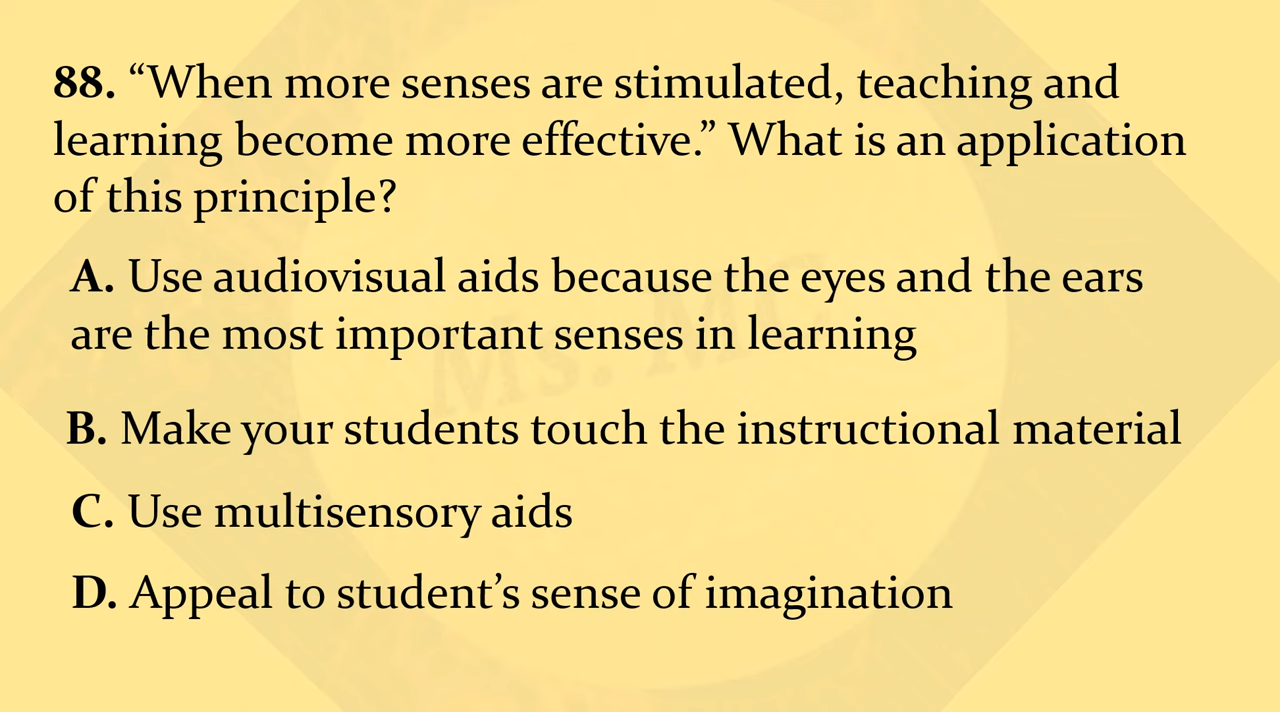 88. “When more senses are stimulated, teaching and
learning become more effective.” What is an application
of this principle?
A. Use audiovisual aids because the eyes and the ears
are the most important senses in learning
B. Make your students touch the instructional material
C. Use multisensory aids
D. Appeal to student’s sense of imagination